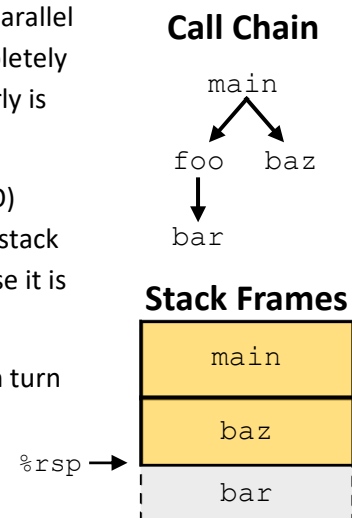 arallel
letely
rly is
)
stack
se it is
turn
Call Chain
main
foo baz
bar
Stack Frames
main
baz
%rsp
bar